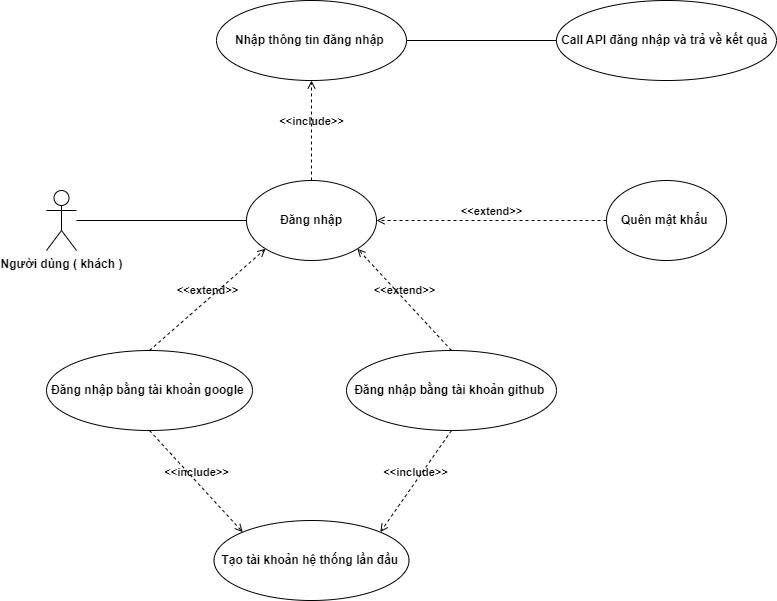 Nhập thông tin đăng nhập
Call API đăng nhập và trả về kết quả
<<include>>
Đăng nhập
<<extend>>
Quên mật khẩu
Người dùng ( khách )
<<extend>>
<<extend>>
Đăng nhập bằng tài khoản google
Đăng nhập bằng tài khoản github
<<include>>
<<include>>
Tạo tài khoản hệ thống lần đầu